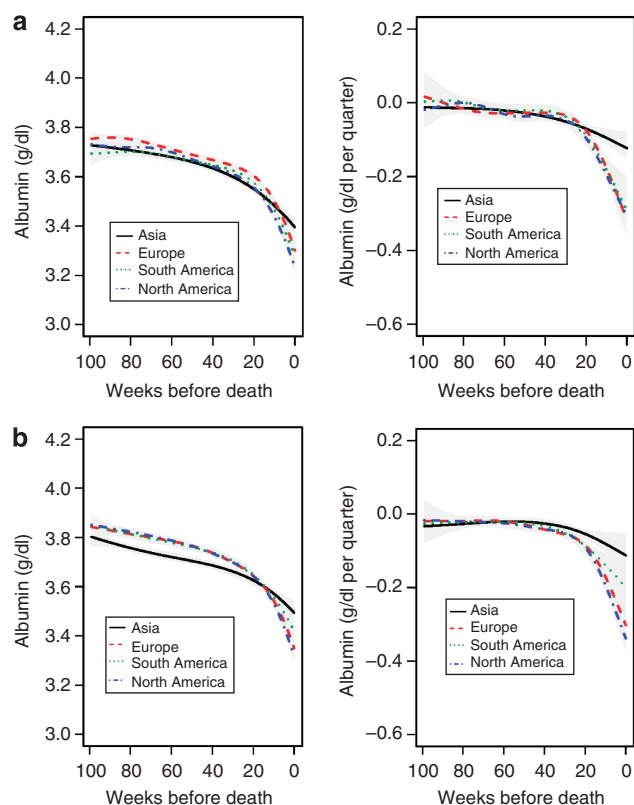 a
4.2
4.0
3.8
3.6
3.4
3.2
3.0
Albumin (g/dl)
Asia
Europe
South America
North America
100 80 60 40 20 0
Weeks before death
0.2
0.0
−0.2
−0.4
−0.6
Albumin (g/dl per quarter)
Asia
Europe
South America
North America
100 80 60 40 20 0
Weeks before death
b
4.2
4.0
3.8
3.6
3.4
3.2
3.0
Albumin (g/dl)
Asia
Europe
South America
North America
100 80 60 40 20 0
Weeks before death
0.2
0.0
−0.2
−0.4
−0.6
Albumin (g/dl per quarter)
Asia
Europe
South America
North America
100 80 60 40 20 0
Weeks before death